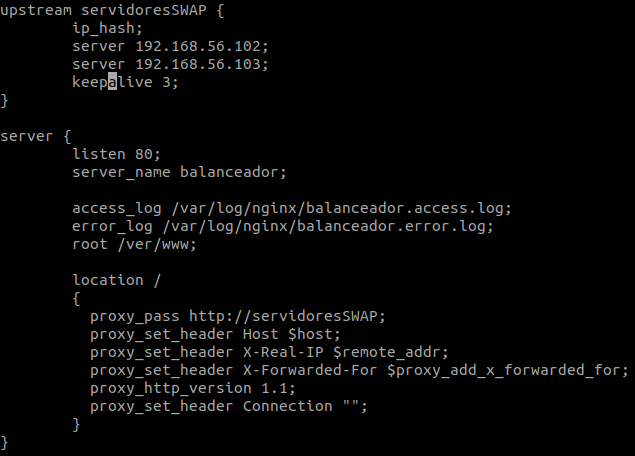 upstream servidoresSWAP {
        ip_hash;
        server 192.168.56.102;
        server 192.168.56.103;
        keepalive 3;
}

server {
        listen 80;
        server_name balanceador;

        access_log /var/log/nginx/balanceador.access.log;
        error_log /var/log/nginx/balanceador.error.log;
        root /ver/www;

        location /
        {
          proxy_pass http://servidoresSWAP;
          proxy_set_header Host $host;
          proxy_set_header X-Real-IP $remote_addr;
          proxy_set_header X-Forwarded-For $proxy_add_x_forwarded_for;
          proxy_http_version 1.1;
          proxy_set_header Connection "";
        }
}